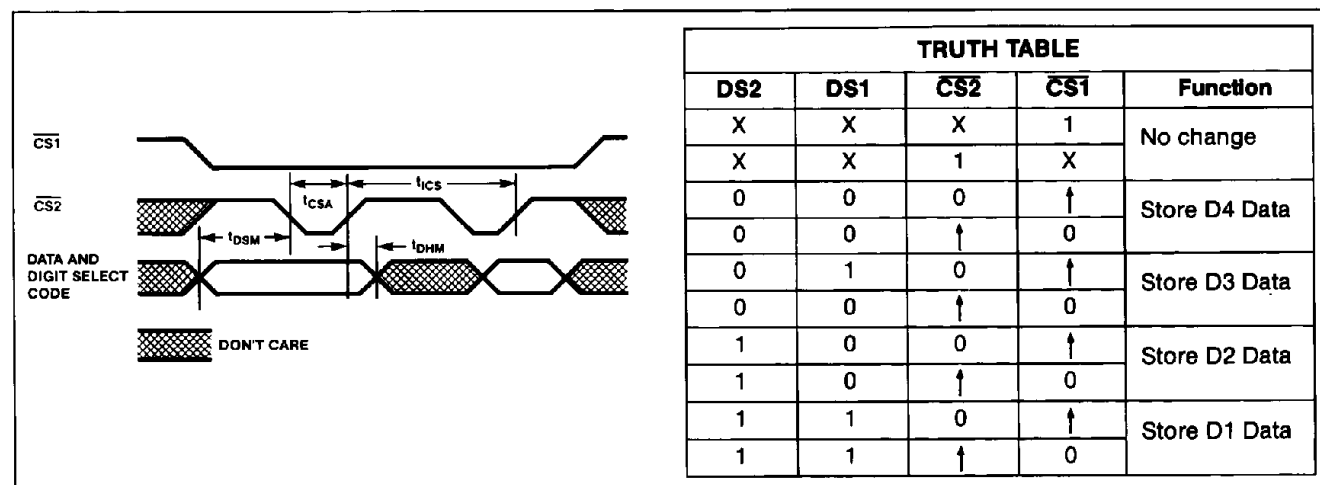 CS1
CS2
tCSA
tICS
tDSM
tDHM
DATA AND
DIGIT SELECT
CODE
DON'T CARE
TRUTH TABLE
DS2 DS1 CS2 CS1 Function
X X X 1 No change
X X 1 X
0 0 0 ↑ Store D4 Data
0 0 ↑ 0
0 1 0 ↑ Store D3 Data
0 0 ↑ 0
1 0 0 ↑ Store D2 Data
1 0 ↑ 0
1 1 0 ↑ Store D1 Data
1 1 ↑ 0